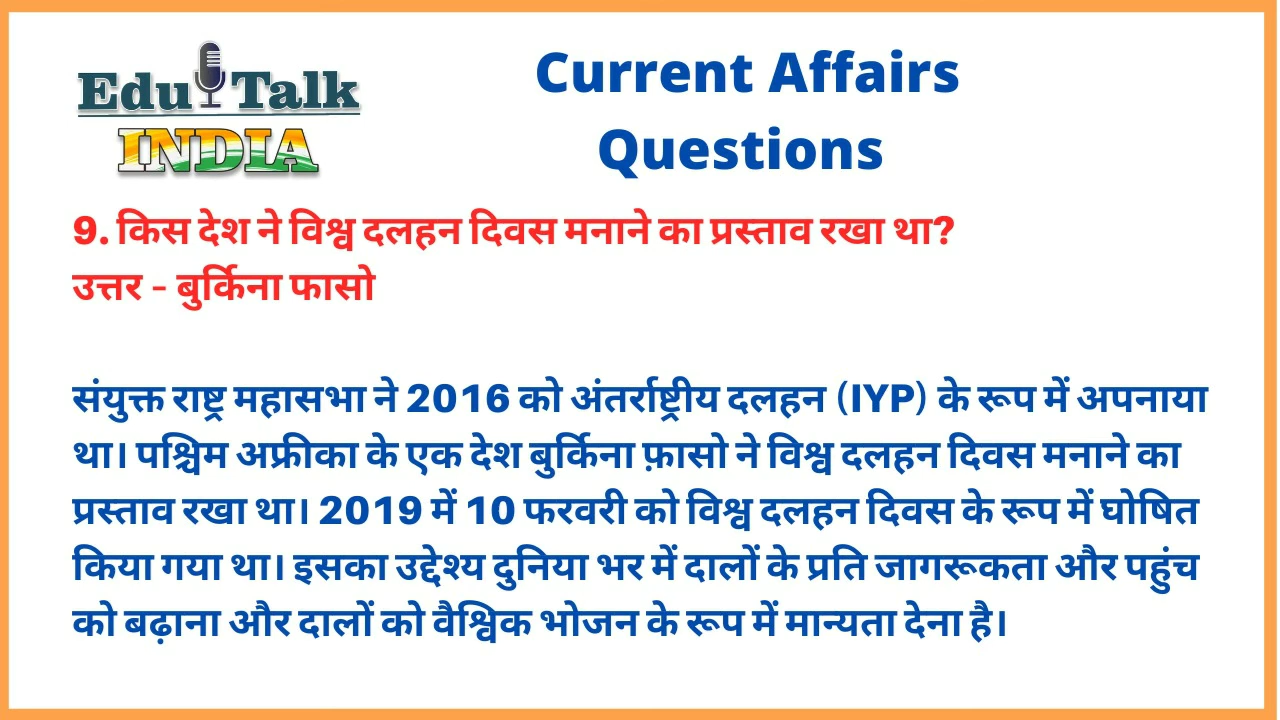 Edu Talk
INDIA
Current Affairs
Questions
9. किस देश ने विश्व दलहन दिवस मनाने का प्रस्ताव रखा था?
उत्तर - बुर्किना फासो
संयुक्त राष्ट्र महासभा ने 2016 को अंतर्राष्ट्रीय दलहन (IYP) के रूप में अपनाया
था। पश्चिम अफ्रीका के एक देश बुर्किना फ़ासो ने विश्व दलहन दिवस मनाने का
प्रस्ताव रखा था। 2019 में 10 फरवरी को विश्व दलहन दिवस के रूप में घोषित
किया गया था। इसका उद्देश्य दुनिया भर में दालों के प्रति जागरूकता और पहुंच
को बढ़ाना और दालों को वैश्विक भोजन के रूप में मान्यता देना है।